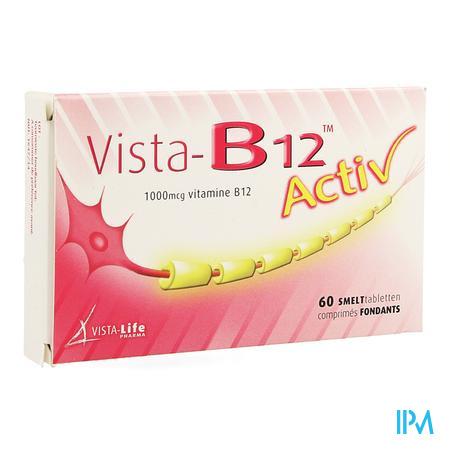 Vista-B12™
Activ
1000mcg vitamine B12
60 SMELTtabletten
comprimés FONDANTS
VISTA-Life
PHARMA
IPM